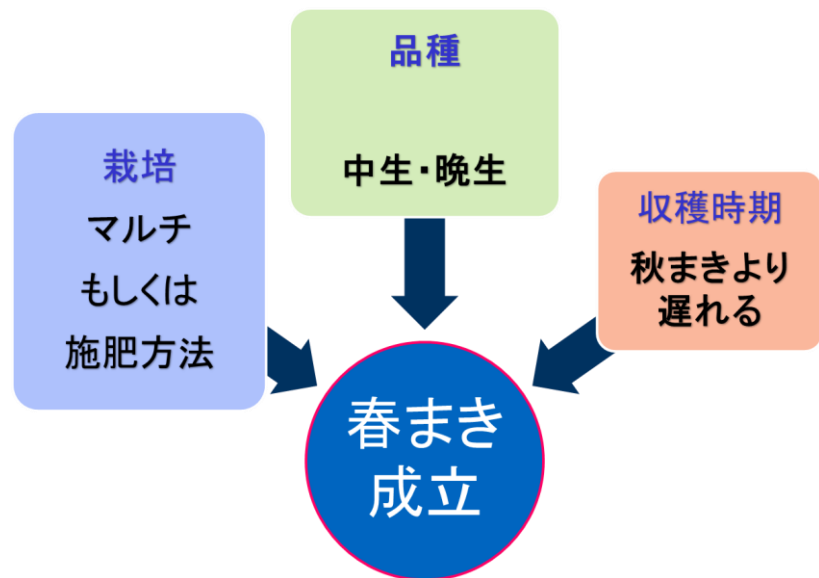 品種
中生・晩生
栽培
マルチ
もしくは
施肥方法
収穫時期
秋まきより
遅れる
春まき
成立